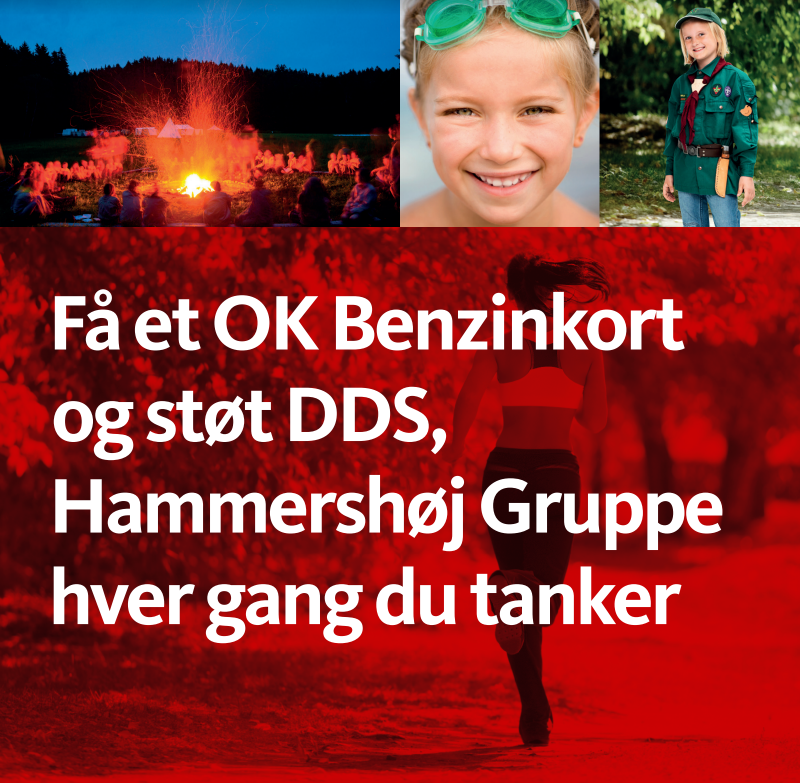 Få et OK Benzinkort
og støt DDS,
Hammershøj Gruppe
hver gang du tanker